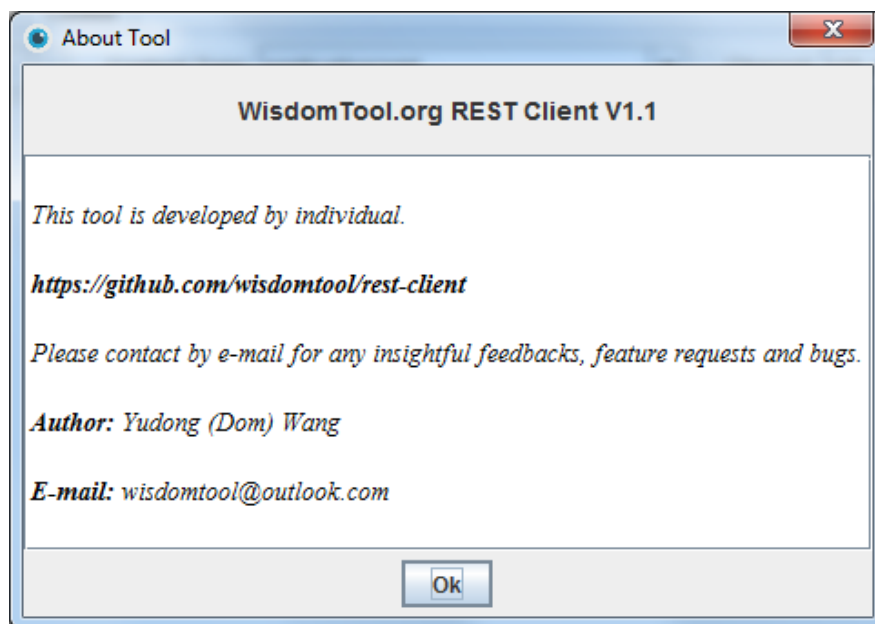 About Tool
WisdomTool.org REST Client V1.1
This tool is developed by individual.
https://github.com/wisdomtool/rest-client
Please contact by e-mail for any insightful feedbacks, feature requests and bugs.
Author: Yudong (Dom) Wang
E-mail: wisdomtool@outlook.com
Ok